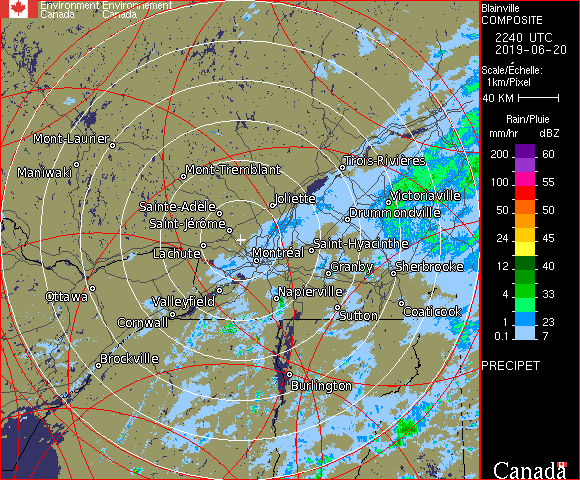 Environment Environnement
Canada Canada
Blainville
COMPOSITE
2240 UTC
2019-06-20
Scale/Échelle:
1km/Pixel
40 KM
Rain/Pluie
mm/hr dBZ
200 60
100 55
50 50
24 45
12 40
4 33
1 23
0.1 7
PRECIPET
Canada
Mont-Laurier
Maniwaki
Mont-Tremblant
Trois-Rivières
Joliette
Victoriaville
Sainte-Adèle
Drummondville
Saint-Jérôme
Lachute
Montréal
Saint-Hyacinthe
Granby
Sherbrooke
Ottawa
Valleyfield
Napierville
Cornwall
Sutton
Coaticook
Brockville
Burlington